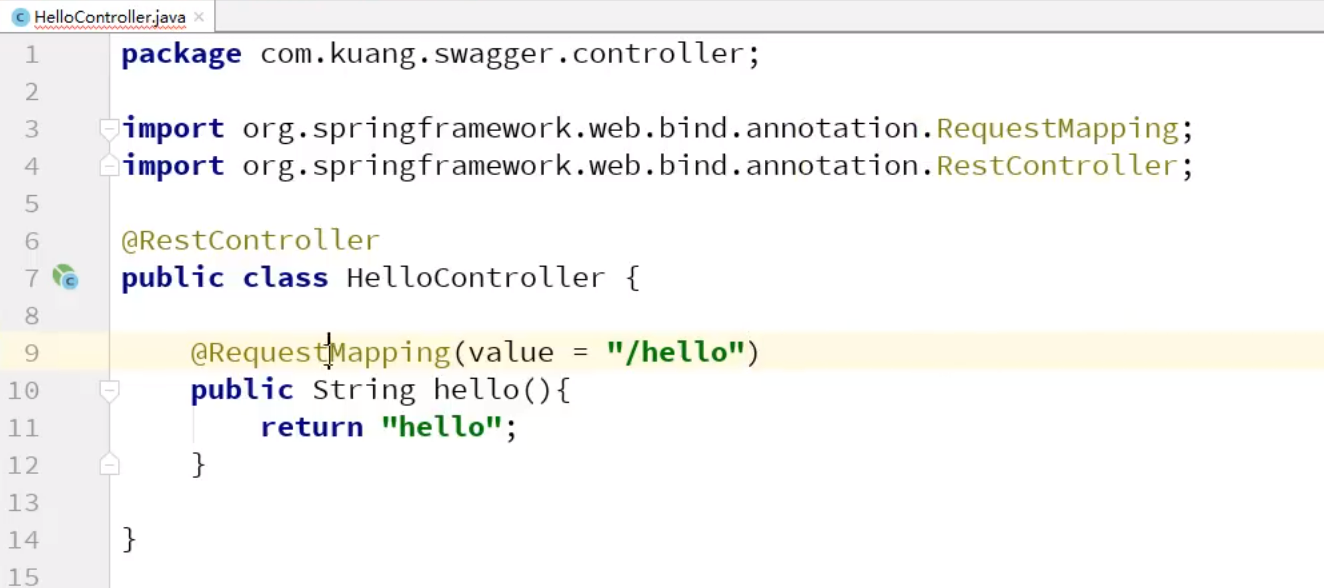 HelloController.java
1 package com.kuang.swagger.controller;
2
3 import org.springframework.web.bind.annotation.RequestMapping;
4 import org.springframework.web.bind.annotation.RestController;
5
6 @RestController
7 public class HelloController {
8
9 @RequestMapping(value = "/hello")
10 public String hello(){
11 return "hello";
12 }
13
14 }
15